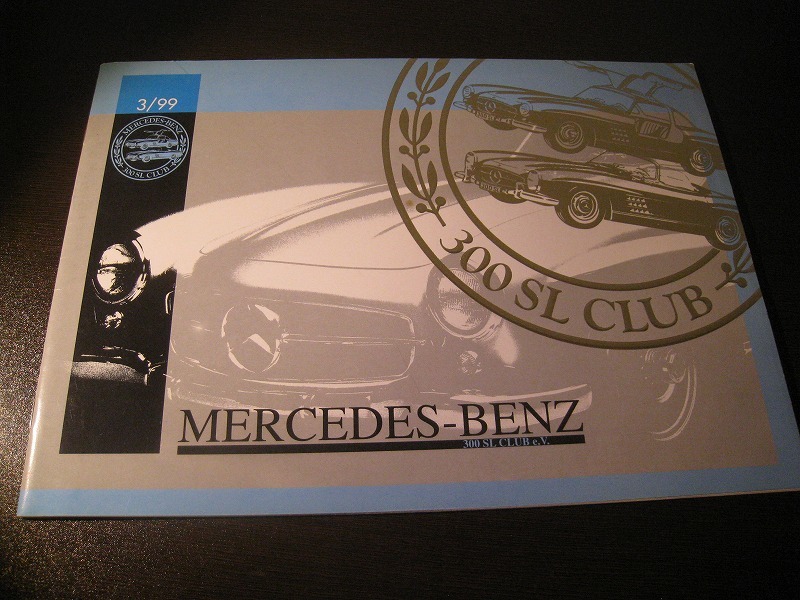 3/99
MERCEDES-BENZ
300 SL CLUB
300 SL CLUB
MERCEDES-BENZ
300 SL CLUB e.V.